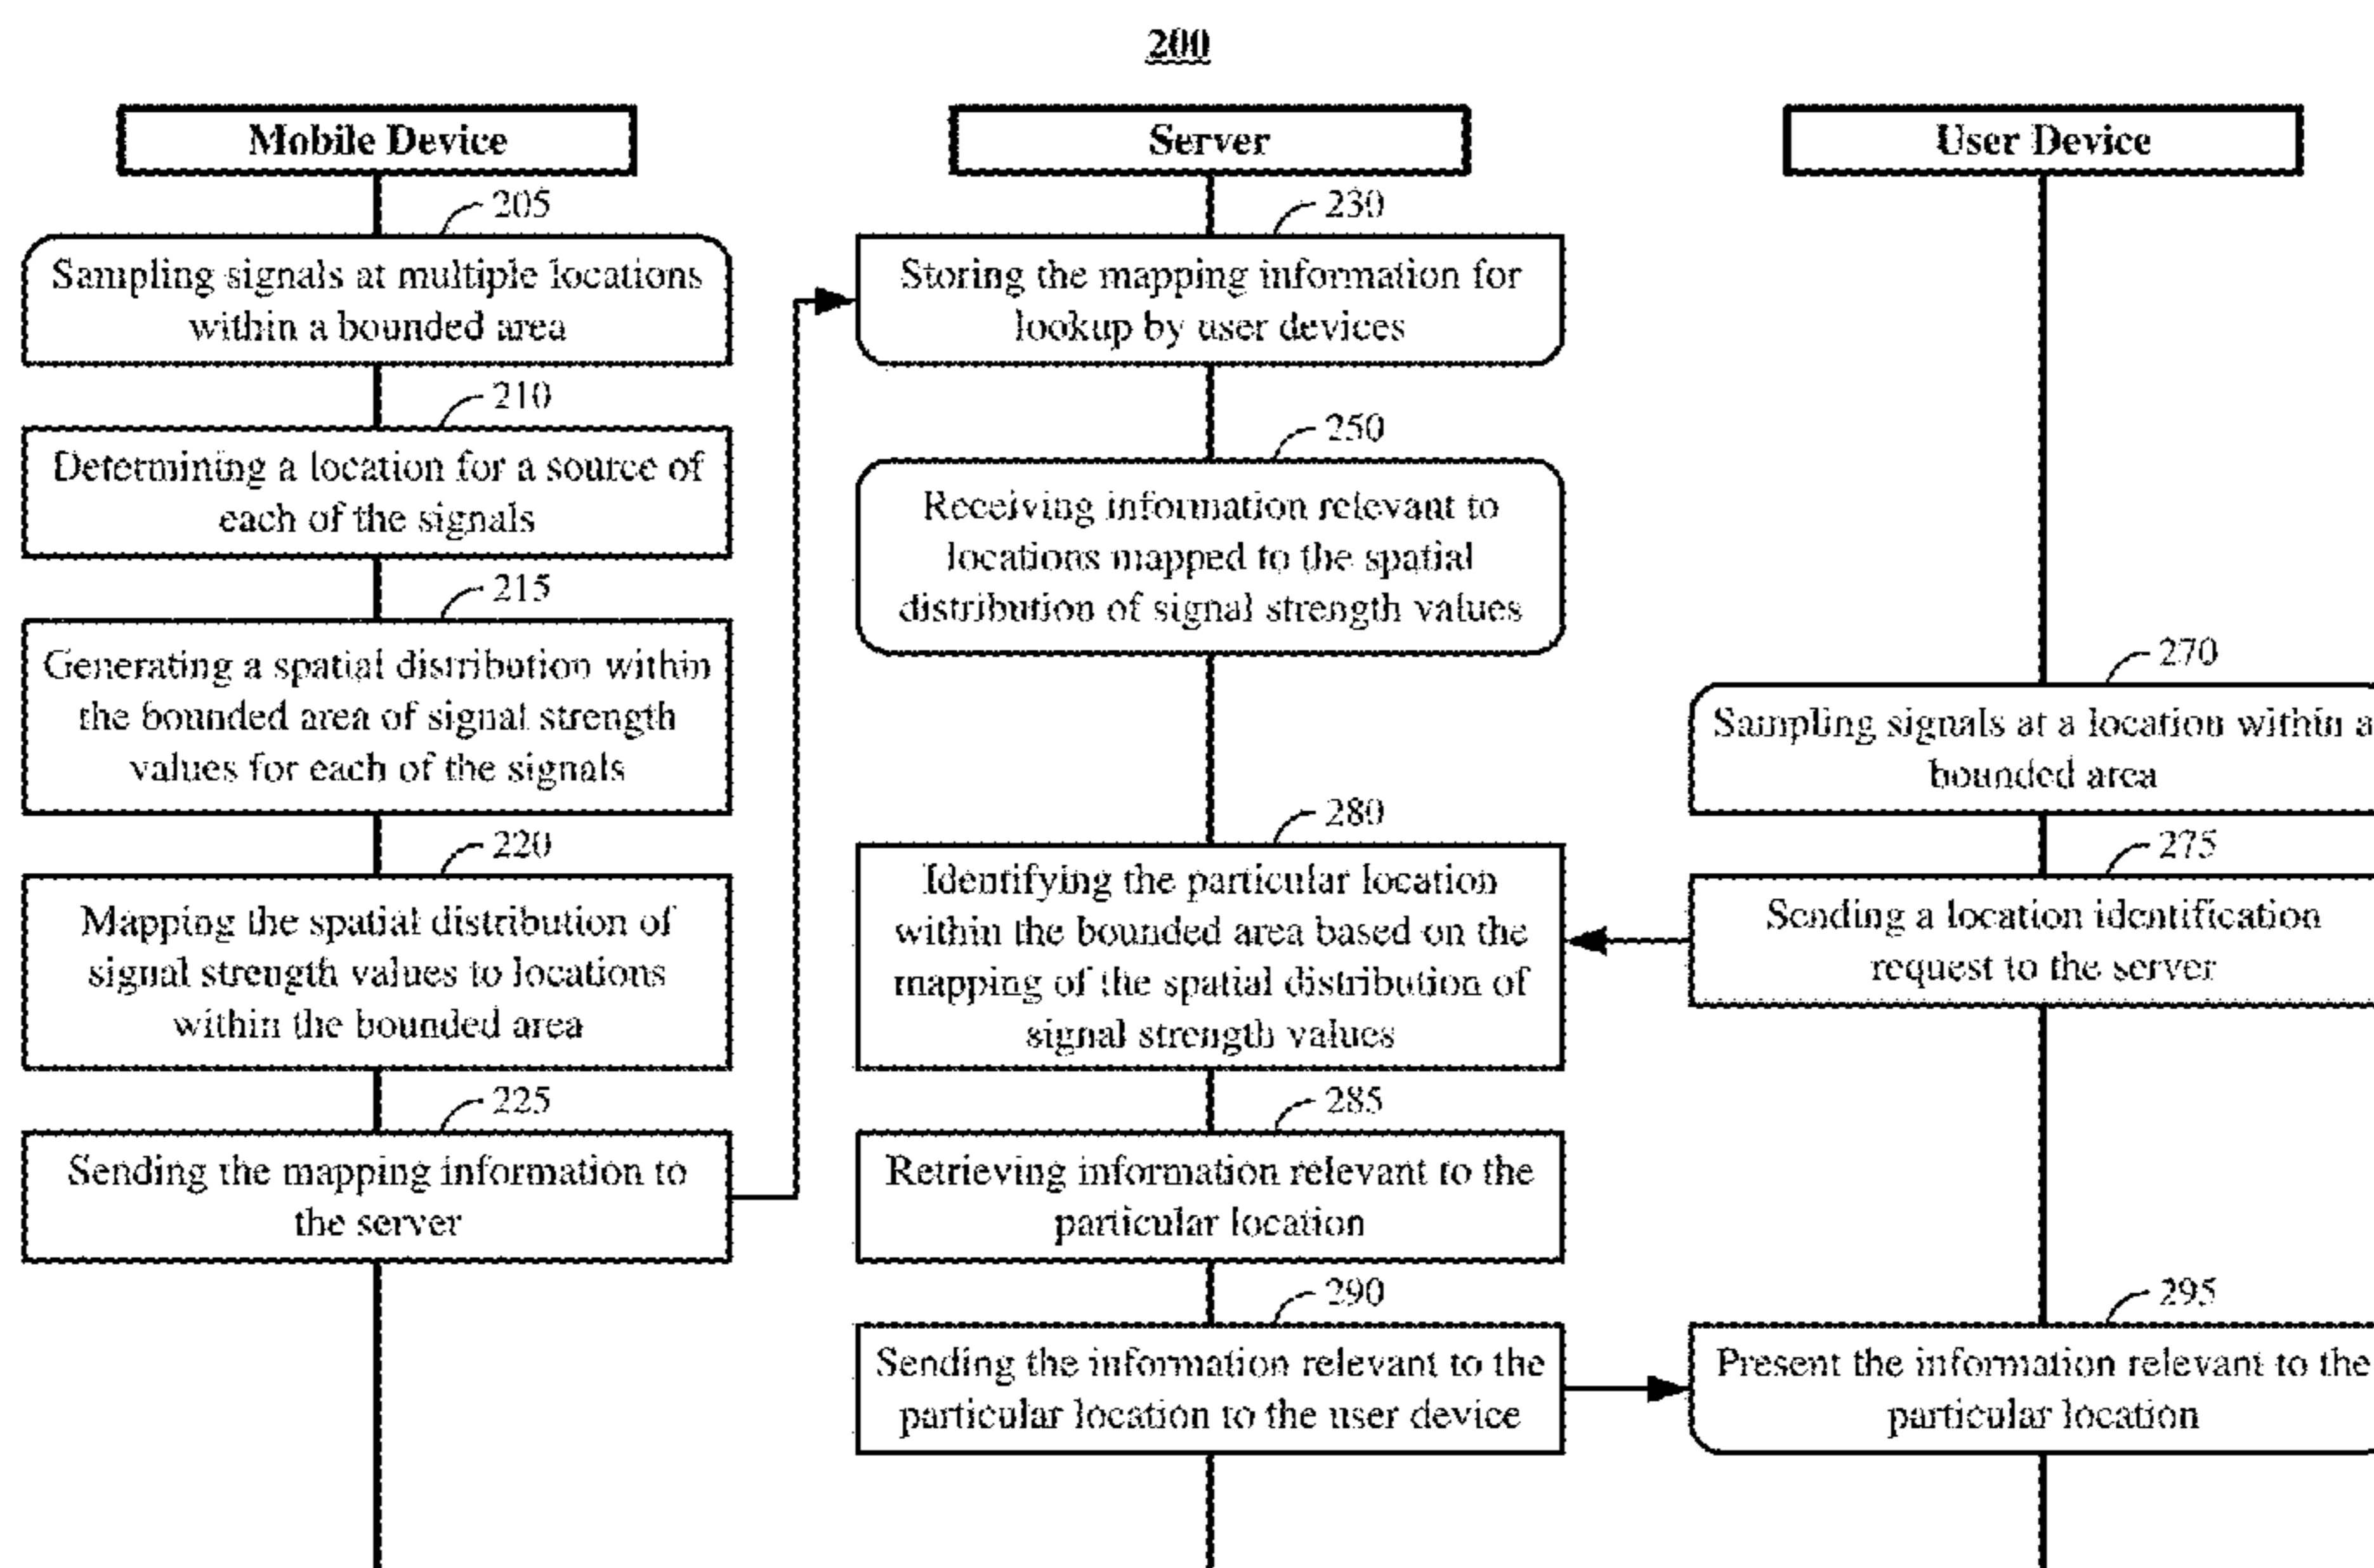 200
Mobile Device
205
Sampling signals at multiple locations
within a bounded area
210
Determining a location for a source of
each of the signals
215
Generating a spatial distribution within
the bounded area of signal strength
values for each of the signals
220
Mapping the spatial distribution of
signal strength values to locations
within the bounded area
225
Sending the mapping information to
the server
Server
230
Storing the mapping information for
lookup by user devices
250
Receiving information relevant to
locations mapped to the spatial
distribution of signal strength values
280
Identifying the particular location
within the bounded area based on the
mapping of the spatial distribution of
signal strength values
285
Retrieving information relevant to the
particular location
290
Sending the information relevant to the
particular location to the user device
User Device
270
Sampling signals at a location within a
bounded area
275
Sending a location identification
request to the server
295
Present the information relevant to the
particular location